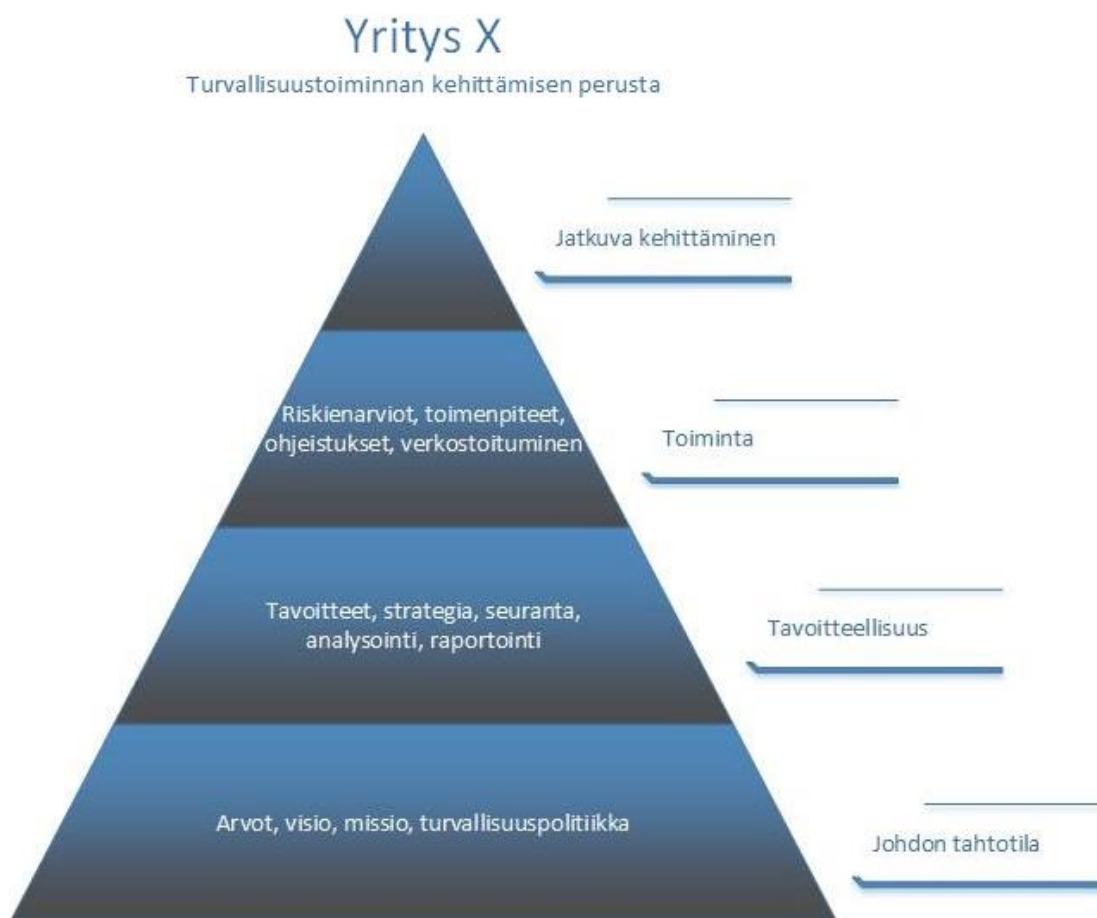 Yritys X
Turvallisuustoiminnan kehittämisen perusta
Jatkuva kehittäminen
Riskienarviot, toimenpiteet,
ohjeistukset, verkostoituminen
Toiminta
Tavoitteet, strategia, seuranta,
analysointi, raportointi
Tavoitteellisuus
Arvot, visio, missio, turvallisuuspolitiikka
Johdon tahtotila